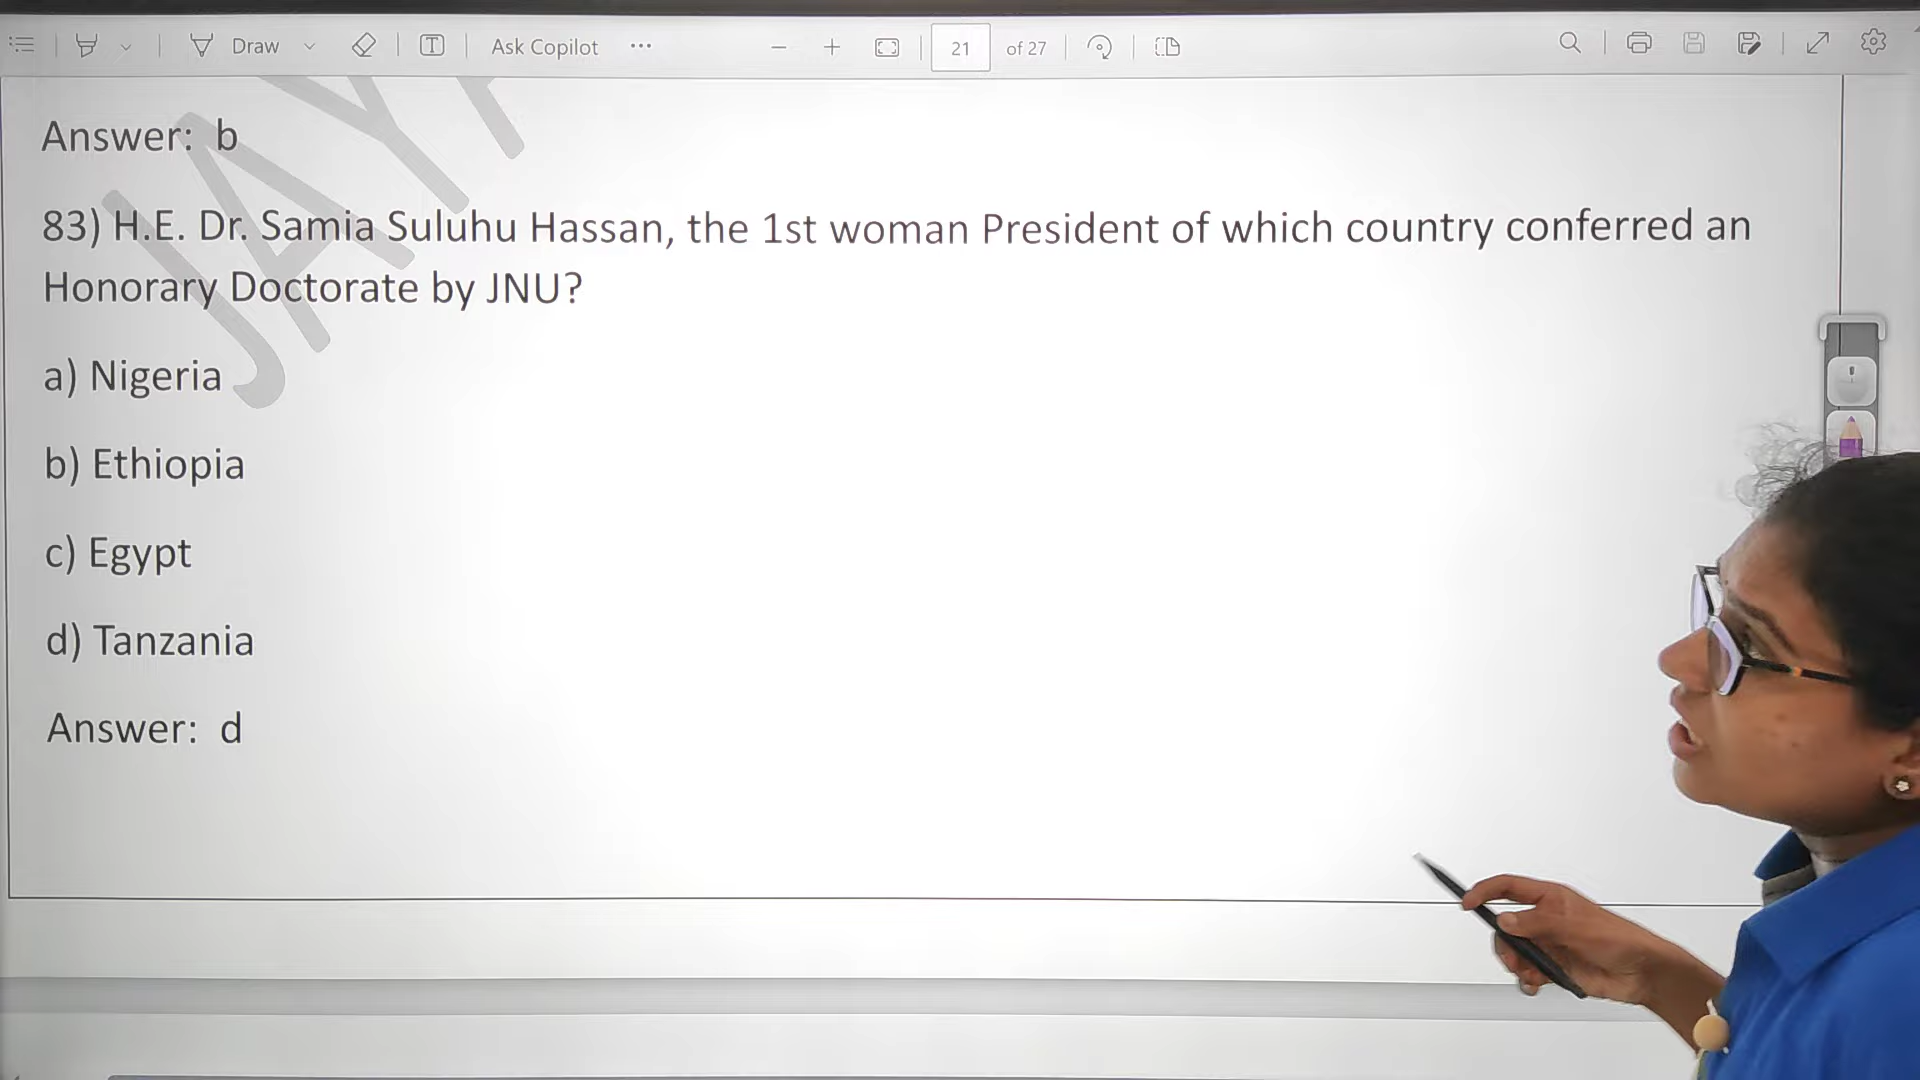 Draw
Ask Copilot
21 of 27
Answer: b
83) H.E. Dr. Samia Suluhu Hassan, the 1st woman President of which country conferred an
Honorary Doctorate by JNU?
a) Nigeria
b) Ethiopia
c) Egypt
d) Tanzania
Answer: d